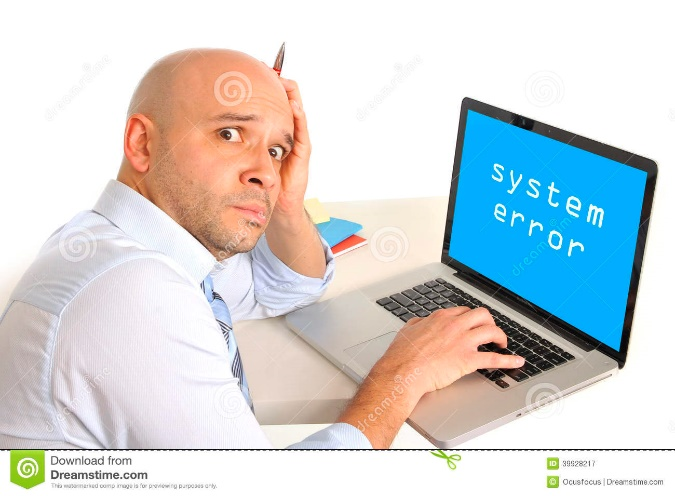 system
error
Download from
Dreamstime.com
This watermarked comp image is for previewing purposes only.
ID 39928217
© Ocusfocus | Dreamstime.com